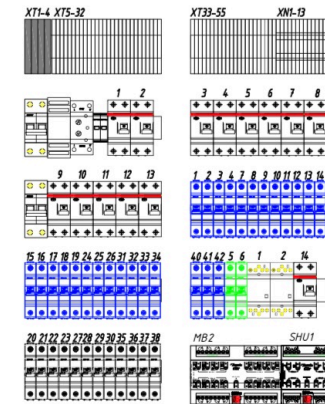 XT1-4 XT5-32
XT33-55 XN1-13
1 2
3 4 5 6 7 8
9 10 11 12 13
1 2 3 4 7 8 9 10 11 12 13 14
15 16 17 18 19 24 25 26 31 32 33 34
40 41 42 5 6 1 2 14
20 21 22 23 27 28 29 30 35 36 37 38
MB2 SHU1